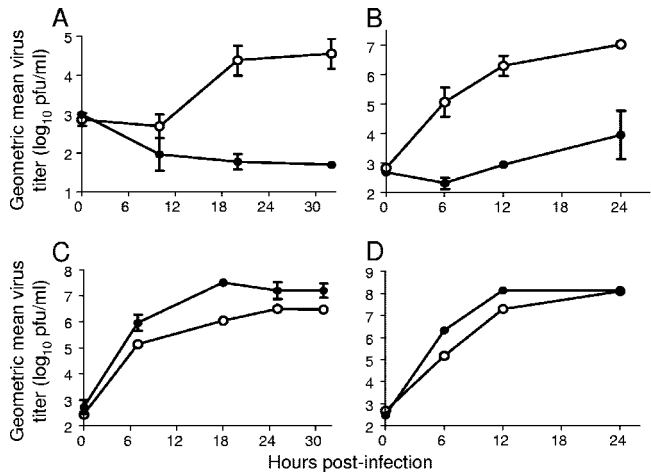 A
B
Geometric mean virus
titer (log10 pfu/ml)
5
4
3
2
1
0 6 12 18 24 30
7
6
5
4
3
2
0 6 12 18 24
C
D
Geometric mean virus
titer (log10 pfu/ml)
8
7
6
5
4
3
2
0 6 12 18 24 30
9
8
7
6
5
4
3
2
0 6 12 18 24
Hours post-infection